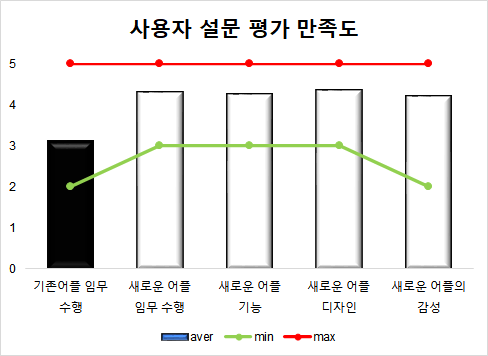 사용자 설문 평가 만족도
5
4
3
2
1
0
기존어플 임무
수행
새로운 어플
임무 수행
새로운 어플
기능
새로운 어플
디자인
새로운 어플의
감성
aver
min
max